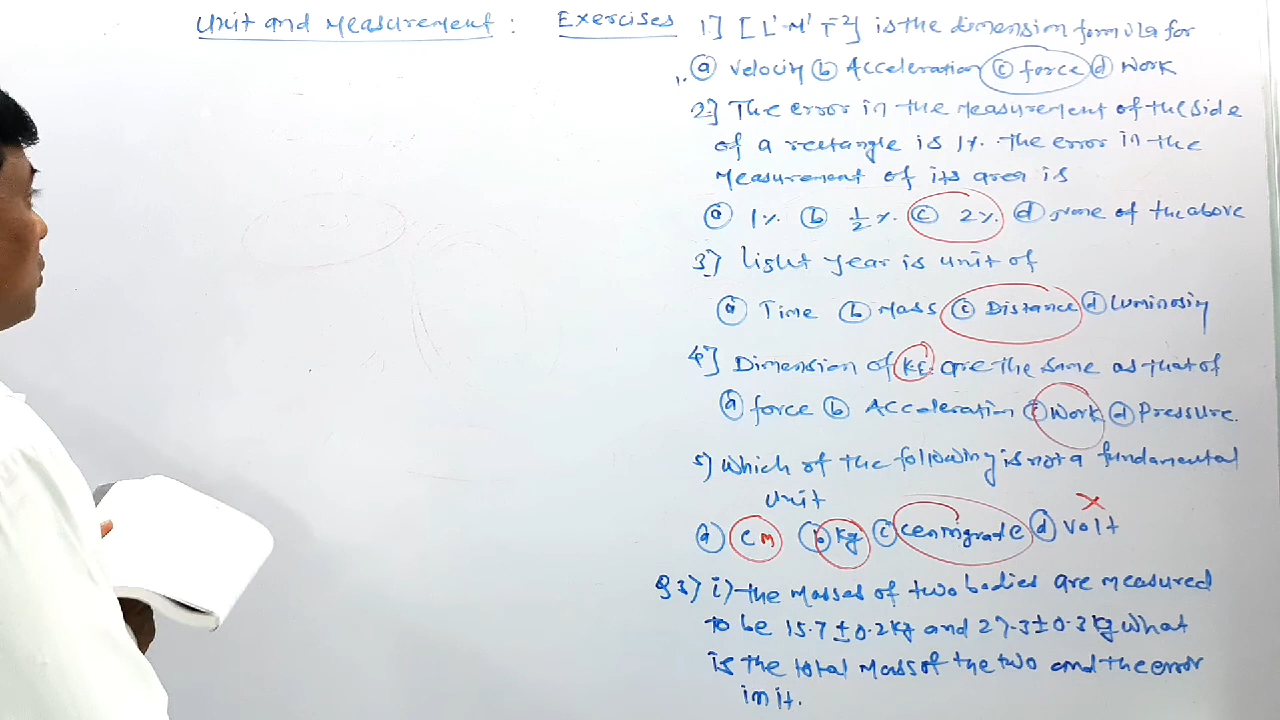 Unit and Measurement : Exercises
1.] [L¹M¹T⁻²] is the dimension formula for
1. ⓐ Velocity ⓑ Acceleration ⓒ force ⓓ Work
2] The error in the measurement of the side
of a rectangle is 1%. The error in the
measurement of its area is
ⓐ 1%. ⓑ ½ %. ⓒ 2%. ⓓ none of the above
3] light year is unit of
ⓐ Time ⓑ Mass ⓒ Distance ⓓ Luminosity
4] Dimension of K.E. are the same as that of
ⓐ force ⓑ Acceleration ⓒ Work ⓓ Pressure.
5) Which of the following is not a fundamental
unit
ⓐ cm ⓑ kg ⓒ centigrade ⓓ Volt
Q3) i) the masses of two bodies are measured
to be 15.7±0.2kg and 27.3±0.3kg what
is the total mass of the two and the error
in it.